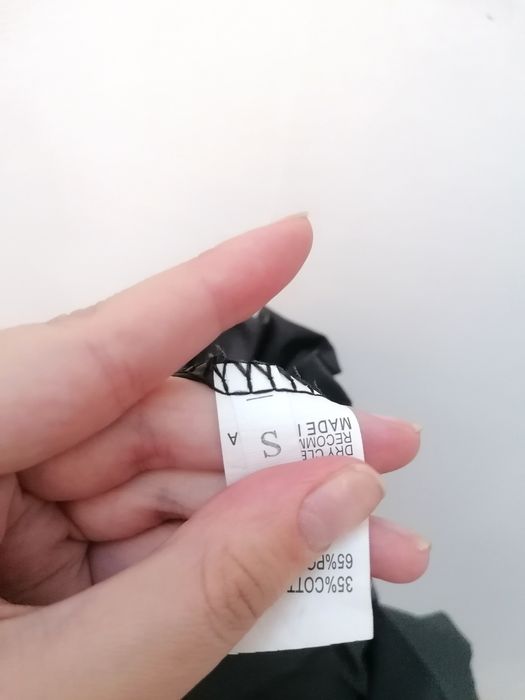 35%COTT
65%PO
DRY CLE
RECOMM
MADE I
S
A